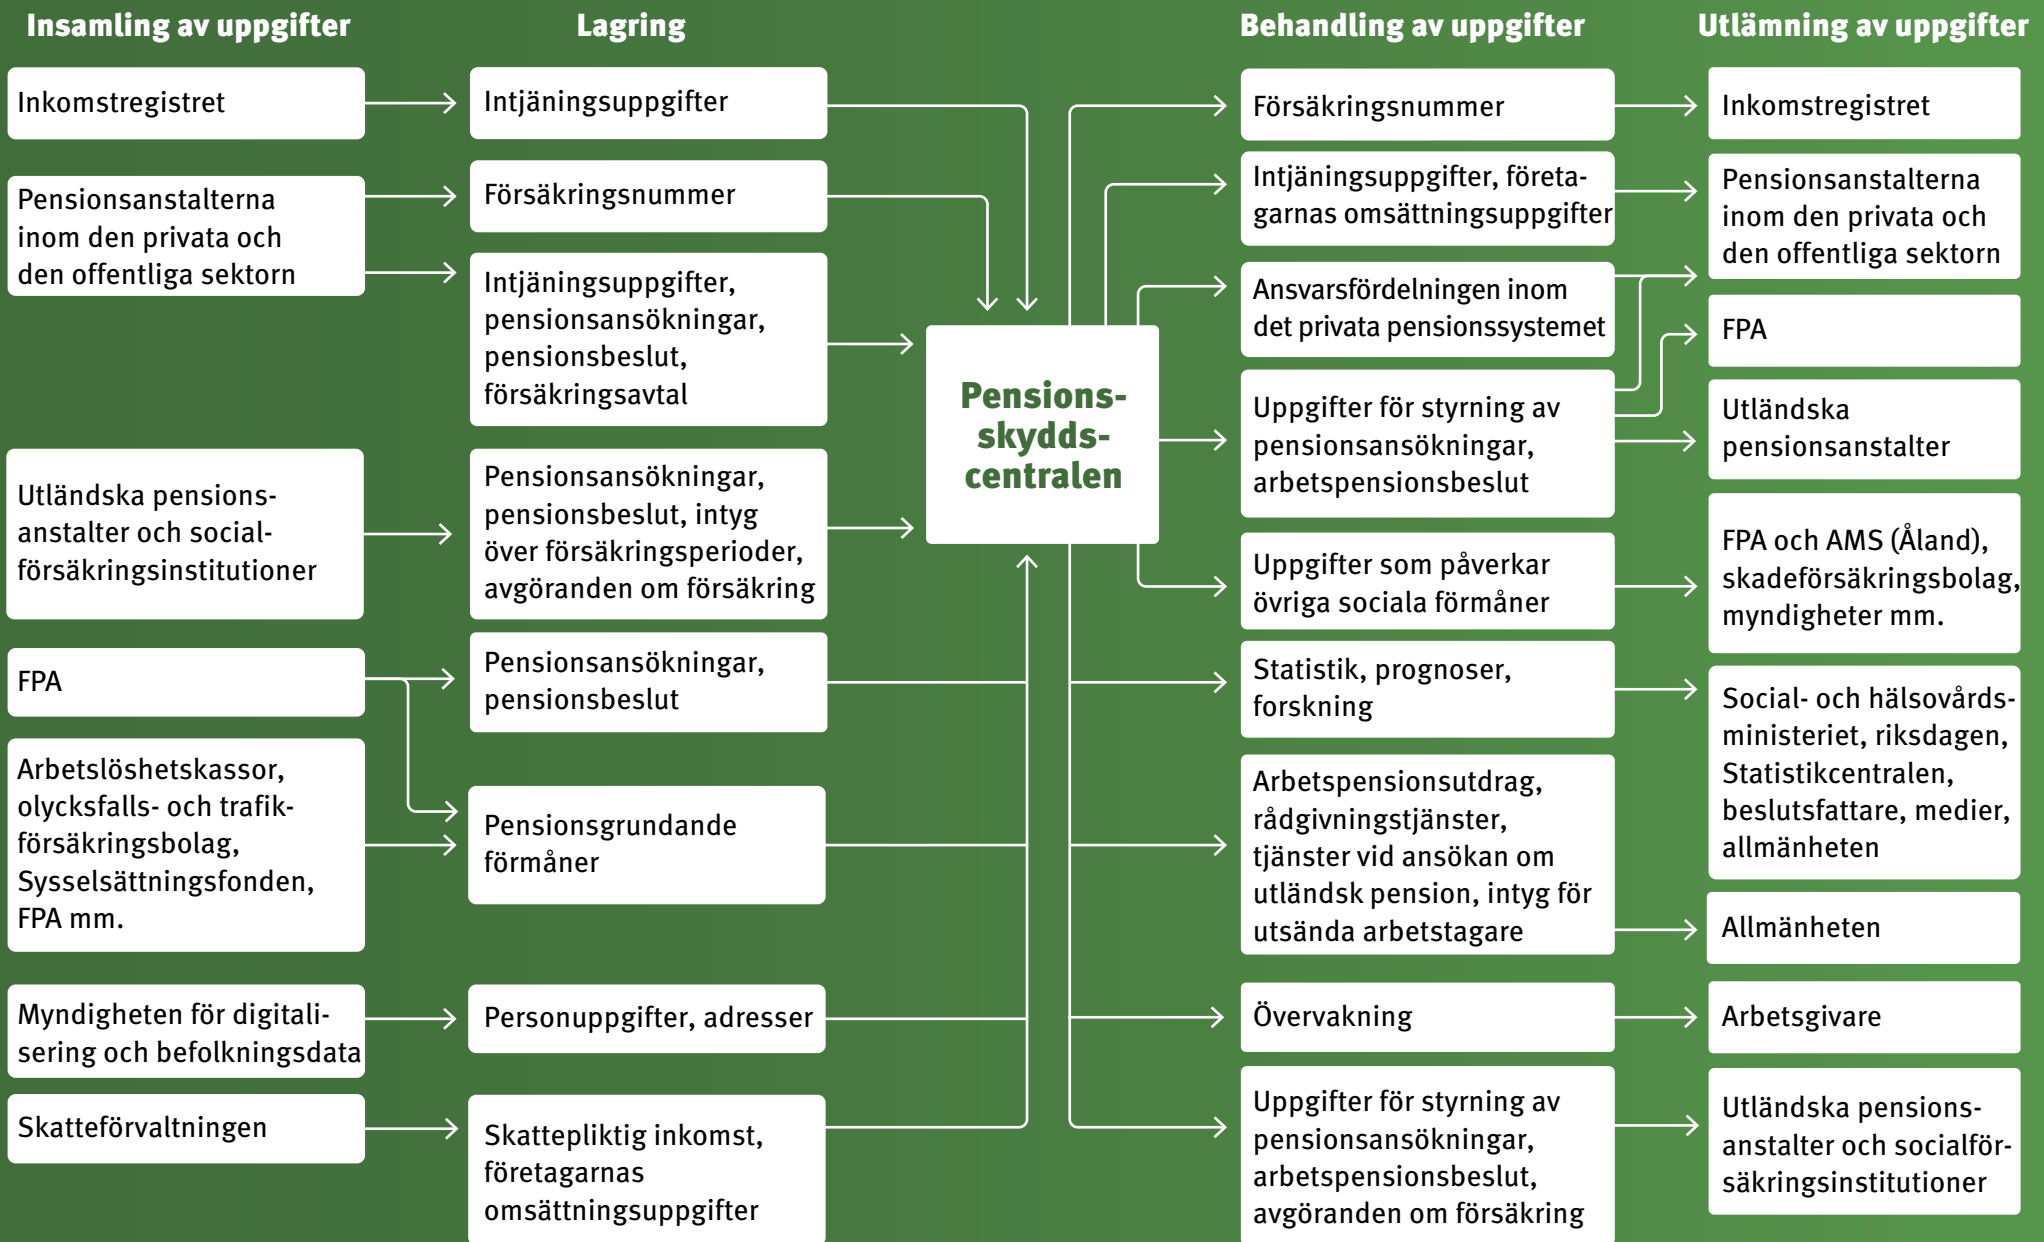 Insamling av uppgifter
Inkomstregistret
Pensionsanstalterna
inom den privata och
den offentliga sektorn
Utländska pensions-
anstalter och social-
försäkringsinstitutioner
FPA
Arbetslöshetskassor,
olycksfalls- och trafik-
försäkringsbolag,
Sysselsättningsfonden,
FPA mm.
Myndigheten för digitali-
sering och befolkningsdata
Skatteförvaltningen
Lagring
Intjäningsuppgifter
Försäkringsnummer
Intjäningsuppgifter,
pensionsansökningar,
pensionsbeslut,
försäkringsavtal
Pensionsansökningar,
pensionsbeslut, intyg
över försäkringsperioder,
avgöranden om försäkring
Pensionsansökningar,
pensionsbeslut
Pensionsgrundande
förmåner
Personuppgifter, adresser
Skattepliktig inkomst,
företagarnas
omsättningsuppgifter
Pensions-
skydds-
centralen
Behandling av uppgifter
Försäkringsnummer
Intjäningsuppgifter, företa-
garnas omsättningsuppgifter
Ansvarsfördelningen inom
det privata pensionssystemet
Uppgifter för styrning av
pensionsansökningar,
arbetspensionsbeslut
Uppgifter som påverkar
övriga sociala förmåner
Statistik, prognoser,
forskning
Arbetspensionsutdrag,
rådgivningstjänster,
tjänster vid ansökan om
utländsk pension, intyg för
utsända arbetstagare
Övervakning
Uppgifter för styrning av
pensionsansökningar,
arbetspensionsbeslut,
avgöranden om försäkring
Utlämning av uppgifter
Inkomstregistret
Pensionsanstalterna
inom den privata och
den offentliga sektorn
FPA
Utländska
pensionsanstalter
FPA och AMS (Åland),
skadeförsäkringsbolag,
myndigheter mm.
Social- och hälsovårds-
ministeriet, riksdagen,
Statistikcentralen,
beslutsfattare, medier,
allmänheten
Allmänheten
Arbetsgivare
Utländska pensions-
anstalter och socialför-
säkringsinstitutioner